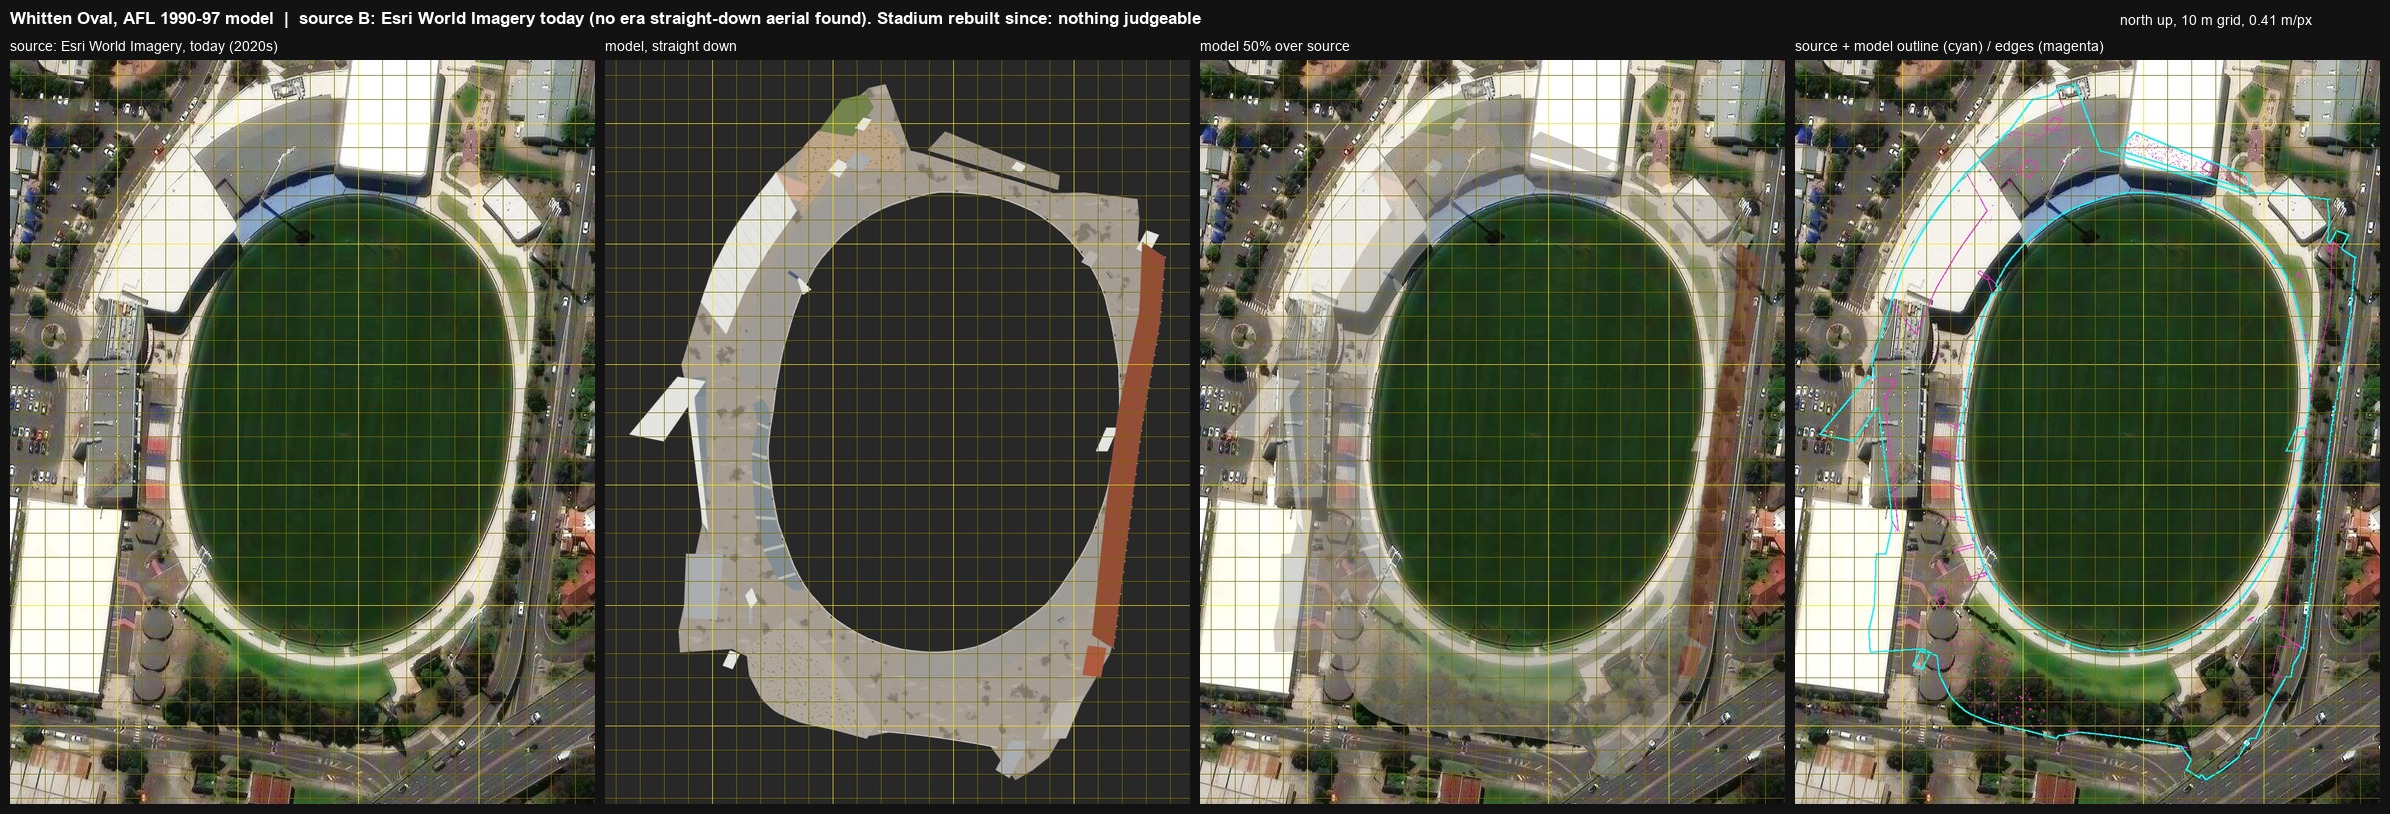 Whitten Oval, AFL 1990-97 model | source B: Esri World Imagery today (no era straight-down aerial found). Stadium rebuilt since: nothing judgeable
north up, 10 m grid, 0.41 m/px
source: Esri World Imagery, today (2020s)
model, straight down
model 50% over source
source + model outline (cyan) / edges (magenta)